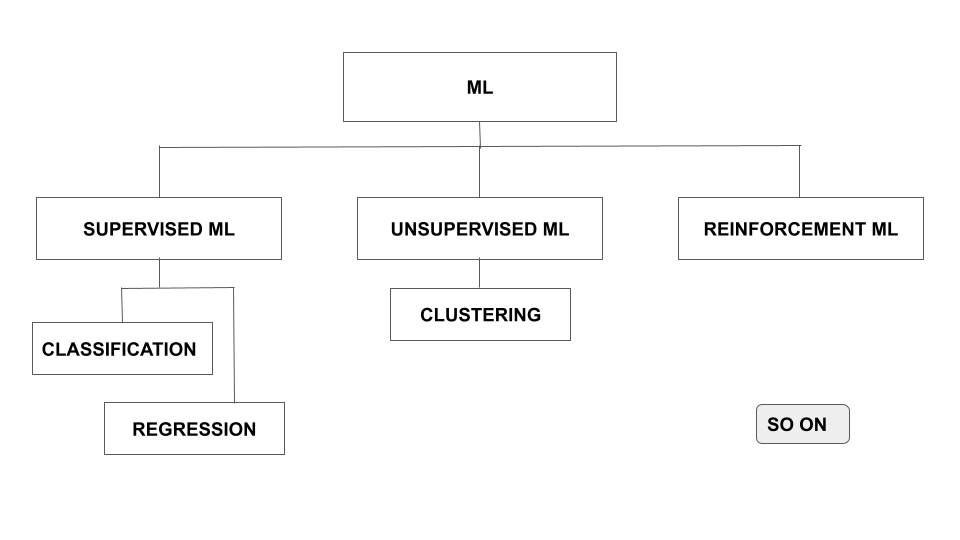 ML
SUPERVISED ML
UNSUPERVISED ML
REINFORCEMENT ML
CLUSTERING
CLASSIFICATION
REGRESSION
SO ON